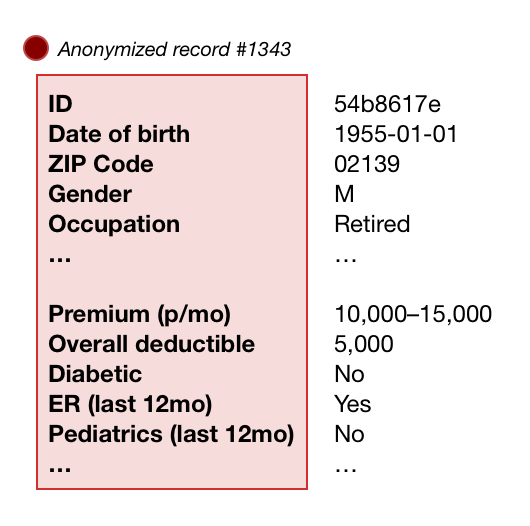 Anonymized record #1343
ID 54b8617e
Date of birth 1955-01-01
ZIP Code 02139
Gender M
Occupation Retired
… …
Premium (p/mo) 10,000–15,000
Overall deductible 5,000
Diabetic No
ER (last 12mo) Yes
Pediatrics (last 12mo) No
… …